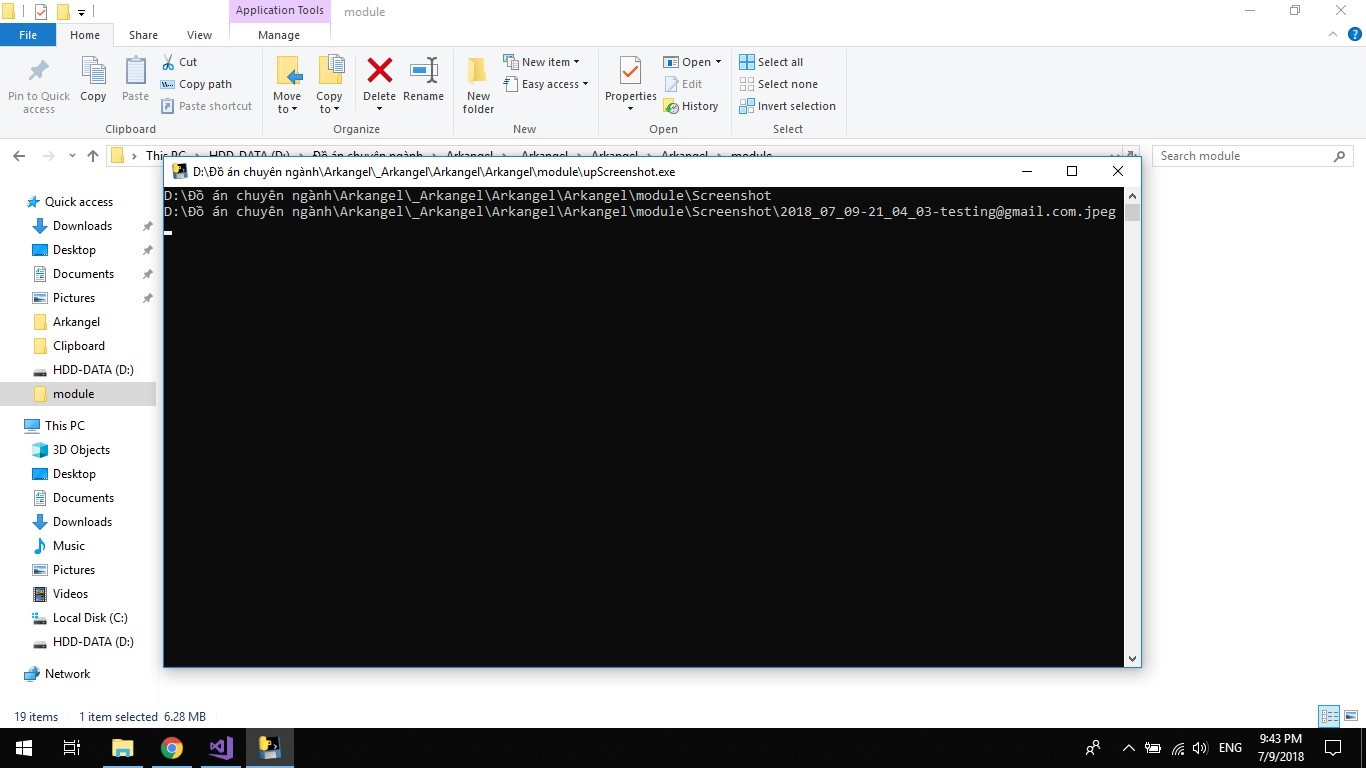 Application Tools
module
File
Home
Share
View
Manage
Pin to Quick access
Copy
Paste
Cut
Copy path
Paste shortcut
Clipboard
Move to
Copy to
Delete
Rename
Organize
New folder
New item
Easy access
New
Properties
Open
Edit
History
Open
Select all
Select none
Invert selection
Select
This PC
HDD-DATA (D:)
Đồ án chuyên ngành
Arkangel
_Arkangel
Arkangel
Arkangel
module
Search module
Quick access
Downloads
Desktop
Documents
Pictures
Arkangel
Clipboard
HDD-DATA (D:)
module
This PC
3D Objects
Desktop
Documents
Downloads
Music
Pictures
Videos
Local Disk (C:)
HDD-DATA (D:)
Network
D:\Đồ án chuyên ngành\Arkangel\_Arkangel\Arkangel\Arkangel\module\upScreenshot.exe
D:\Đồ án chuyên ngành\Arkangel\_Arkangel\Arkangel\Arkangel\module\Screenshot
D:\Đồ án chuyên ngành\Arkangel\_Arkangel\Arkangel\Arkangel\module\Screenshot\2018_07_09-21_04_03-testing@gmail.com.jpeg
19 items
1 item selected 6.28 MB
ENG
9:43 PM
7/9/2018